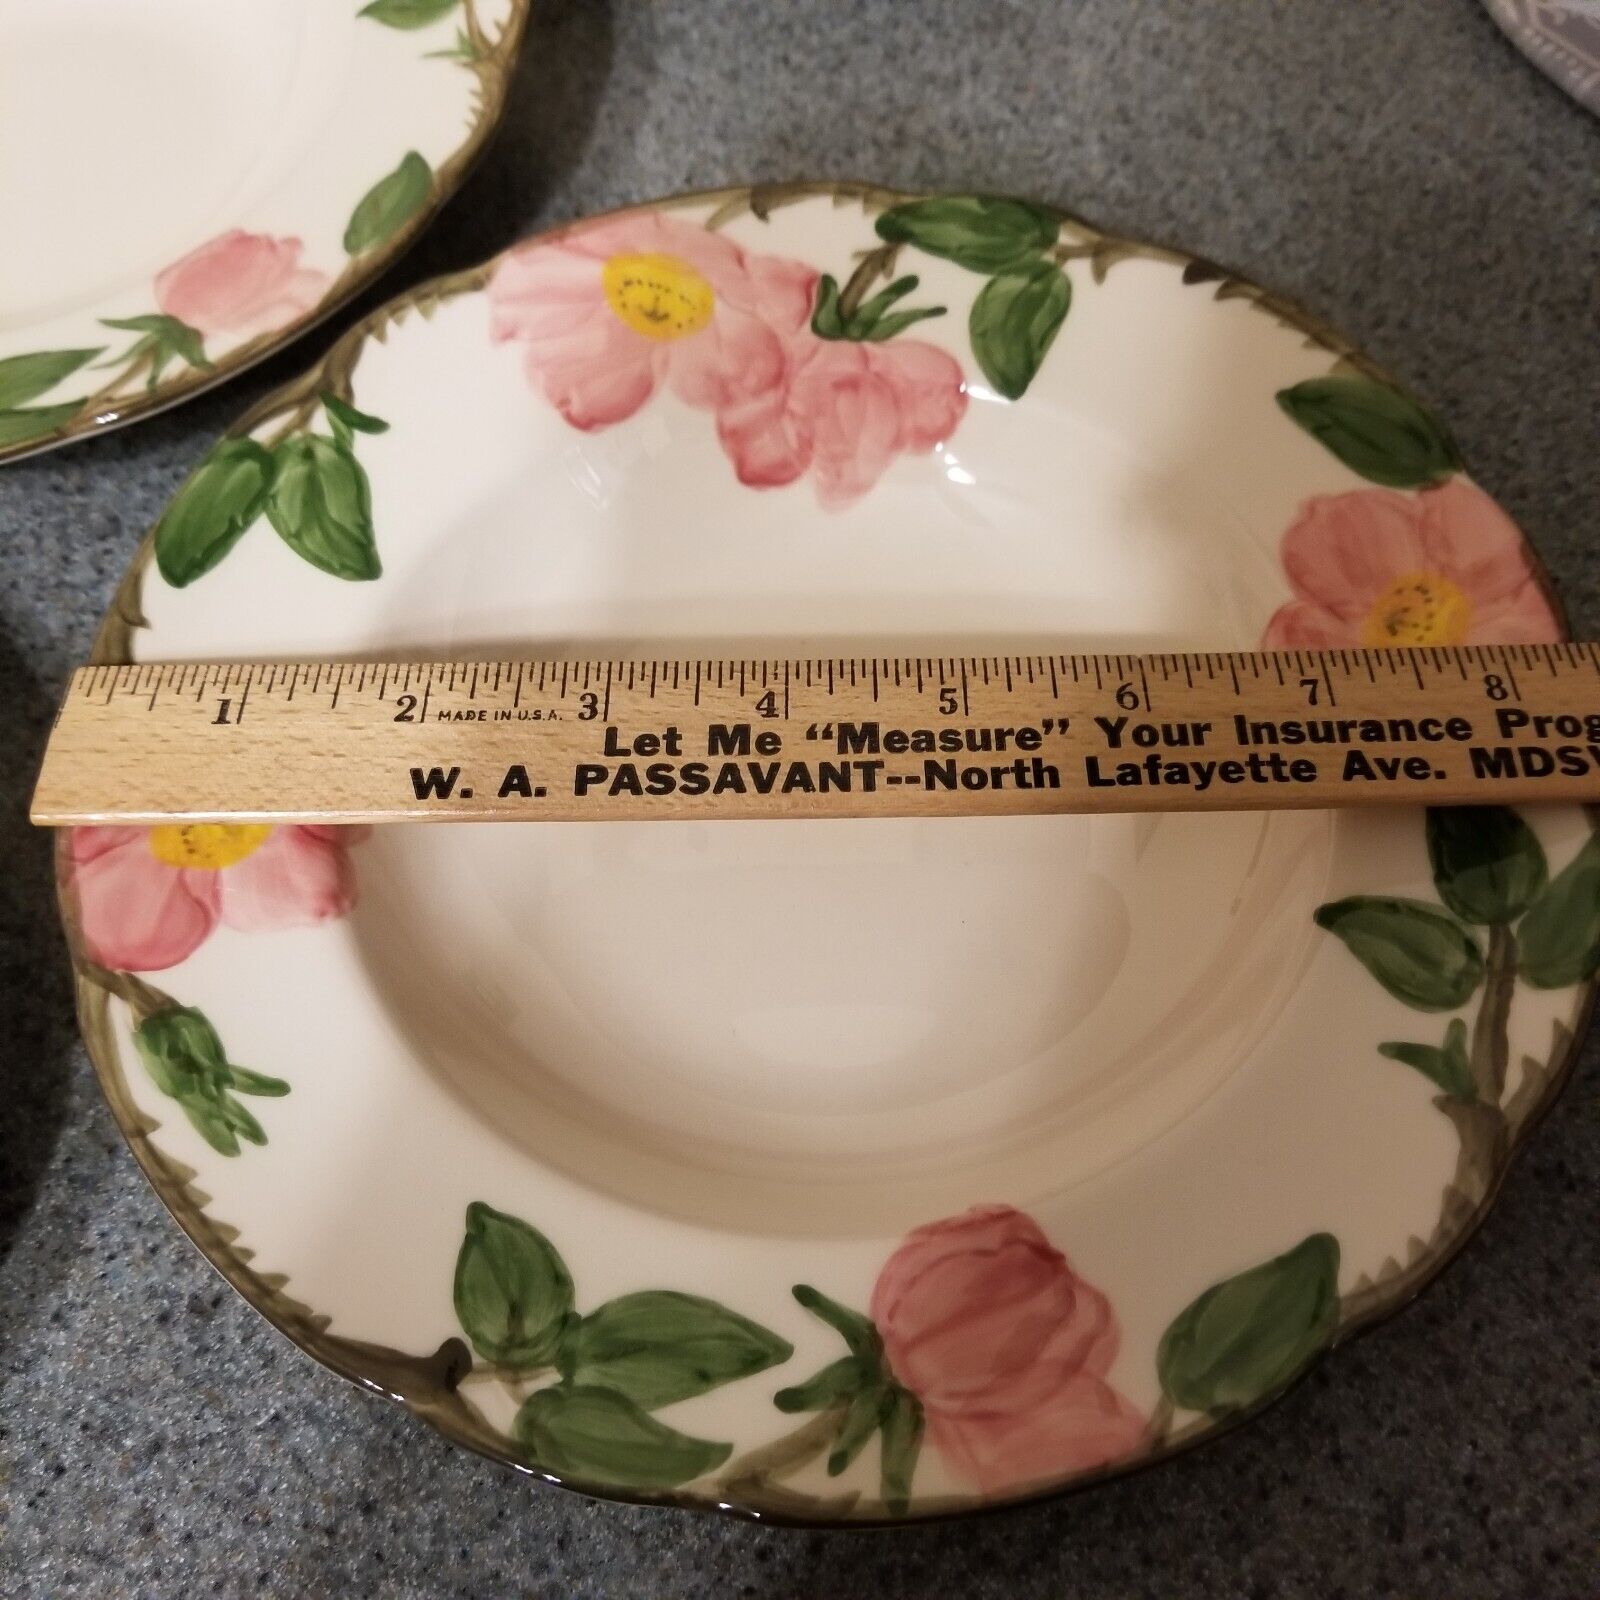 1 2 MADE IN U.S.A. 3 4 5 6 7 8
Let Me “Measure” Your Insurance Prog
W. A. PASSAVANT--North Lafayette Ave. MDSV